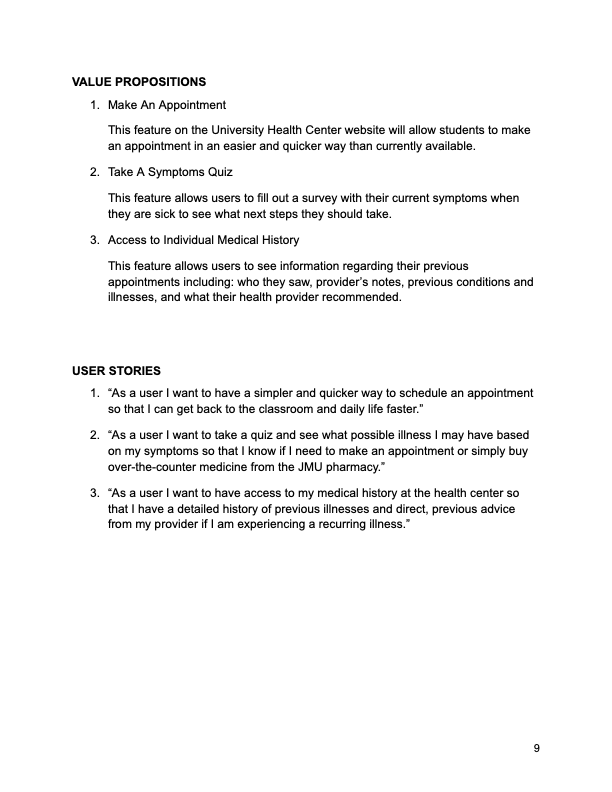 VALUE PROPOSITIONS
1. Make An Appointment
This feature on the University Health Center website will allow students to make
an appointment in an easier and quicker way than currently available.
2. Take A Symptoms Quiz
This feature allows users to fill out a survey with their current symptoms when
they are sick to see what next steps they should take.
3. Access to Individual Medical History
This feature allows users to see information regarding their previous
appointments including: who they saw, provider’s notes, previous conditions and
illnesses, and what their health provider recommended.
USER STORIES
1. “As a user I want to have a simpler and quicker way to schedule an appointment
so that I can get back to the classroom and daily life faster.”
2. “As a user I want to take a quiz and see what possible illness I may have based
on my symptoms so that I know if I need to make an appointment or simply buy
over-the-counter medicine from the JMU pharmacy.”
3. “As a user I want to have access to my medical history at the health center so
that I have a detailed history of previous illnesses and direct, previous advice
from my provider if I am experiencing a recurring illness.”
9